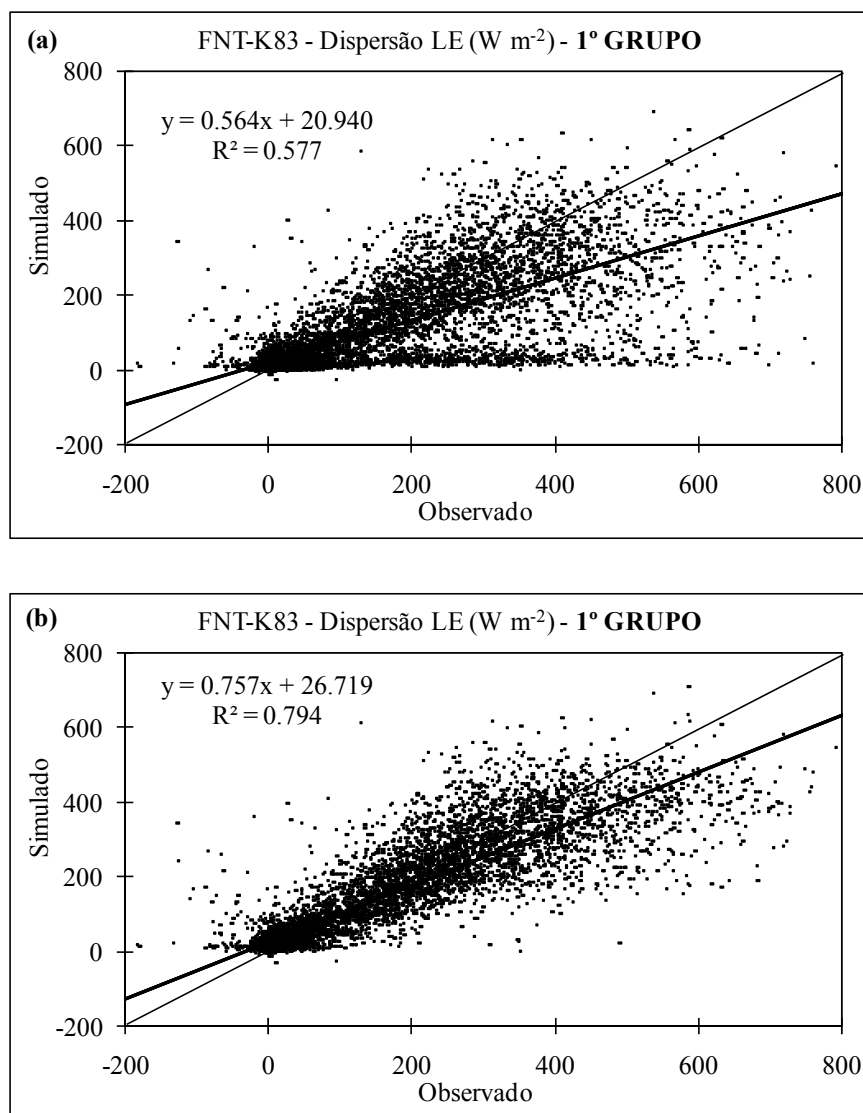 (a) FNT-K83 - Dispersão LE (W m-2) - 1º GRUPO
800
y = 0.564x + 20.940
R² = 0.577
600
400
200
0
-200
Simulado
-200 0 200 400 600 800
Observado
(b) FNT-K83 - Dispersão LE (W m-2) - 1º GRUPO
800
y = 0.757x + 26.719
R² = 0.794
600
400
200
0
-200
Simulado
-200 0 200 400 600 800
Observado